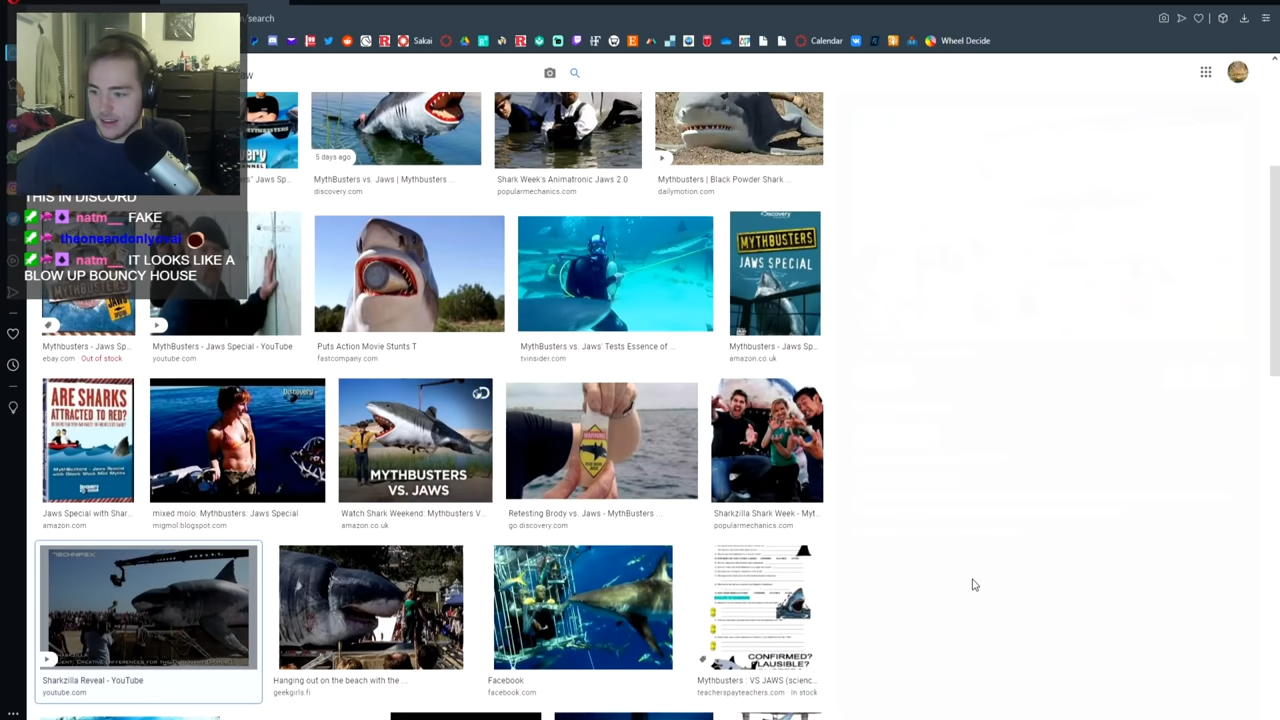 /search
Sakai
Calendar
Wheel Decide
THIS IN DISCORD
natm__ FAKE
natm__ IT LOOKS LIKE A
BLOW UP BOUNCY HOUSE
5 days ago
" Jaws Sp...
MythBusters vs. Jaws | Mythbusters ...
discovery.com
Shark Week's Animatronic Jaws 2.0
popularmechanics.com
Mythbusters | Black Powder Shark ...
dailymotion.com
MYTHBUSTERS
JAWS SPECIAL
Mythbusters - Jaws Sp...
ebay.com Out of stock
MythBusters - Jaws Special - YouTube
youtube.com
Puts Action Movie Stunts T
fastcompany.com
MythBusters vs. Jaws' Tests Essence of ...
tvinsider.com
Mythbusters - Jaws Sp...
amazon.co.uk
ARE SHARKS
ATTRACTED TO RED?
Discovery
MYTHBUSTERS
VS. JAWS
WARNING
Jaws Special with Shar...
amazon.com
mixed molo: Mythbusters: Jaws Special
migmol.blogspot.com
Watch Shark Weekend: Mythbusters V...
amazon.co.uk
Retesting Brody vs. Jaws - MythBusters ...
go.discovery.com
Sharkzilla Shark Week - Myt...
popularmechanics.com
TECHNIFEX
CONFIRMED?
PLAUSIBLE?
Sharkzilla Reveal - YouTube
youtube.com
Hanging out on the beach with the ...
geekgirls.fi
Facebook
facebook.com
Mythbusters : VS JAWS (scienc...
teacherspayteachers.com In stock